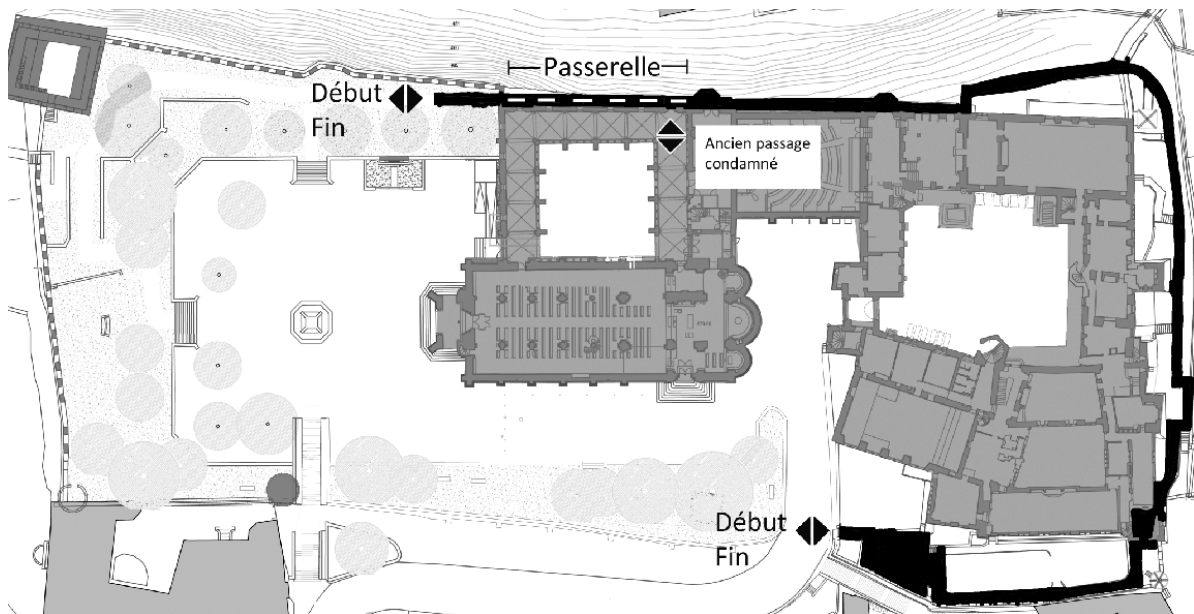 Passerelle
Début
Fin
Ancien passage
condamné
Début
Fin